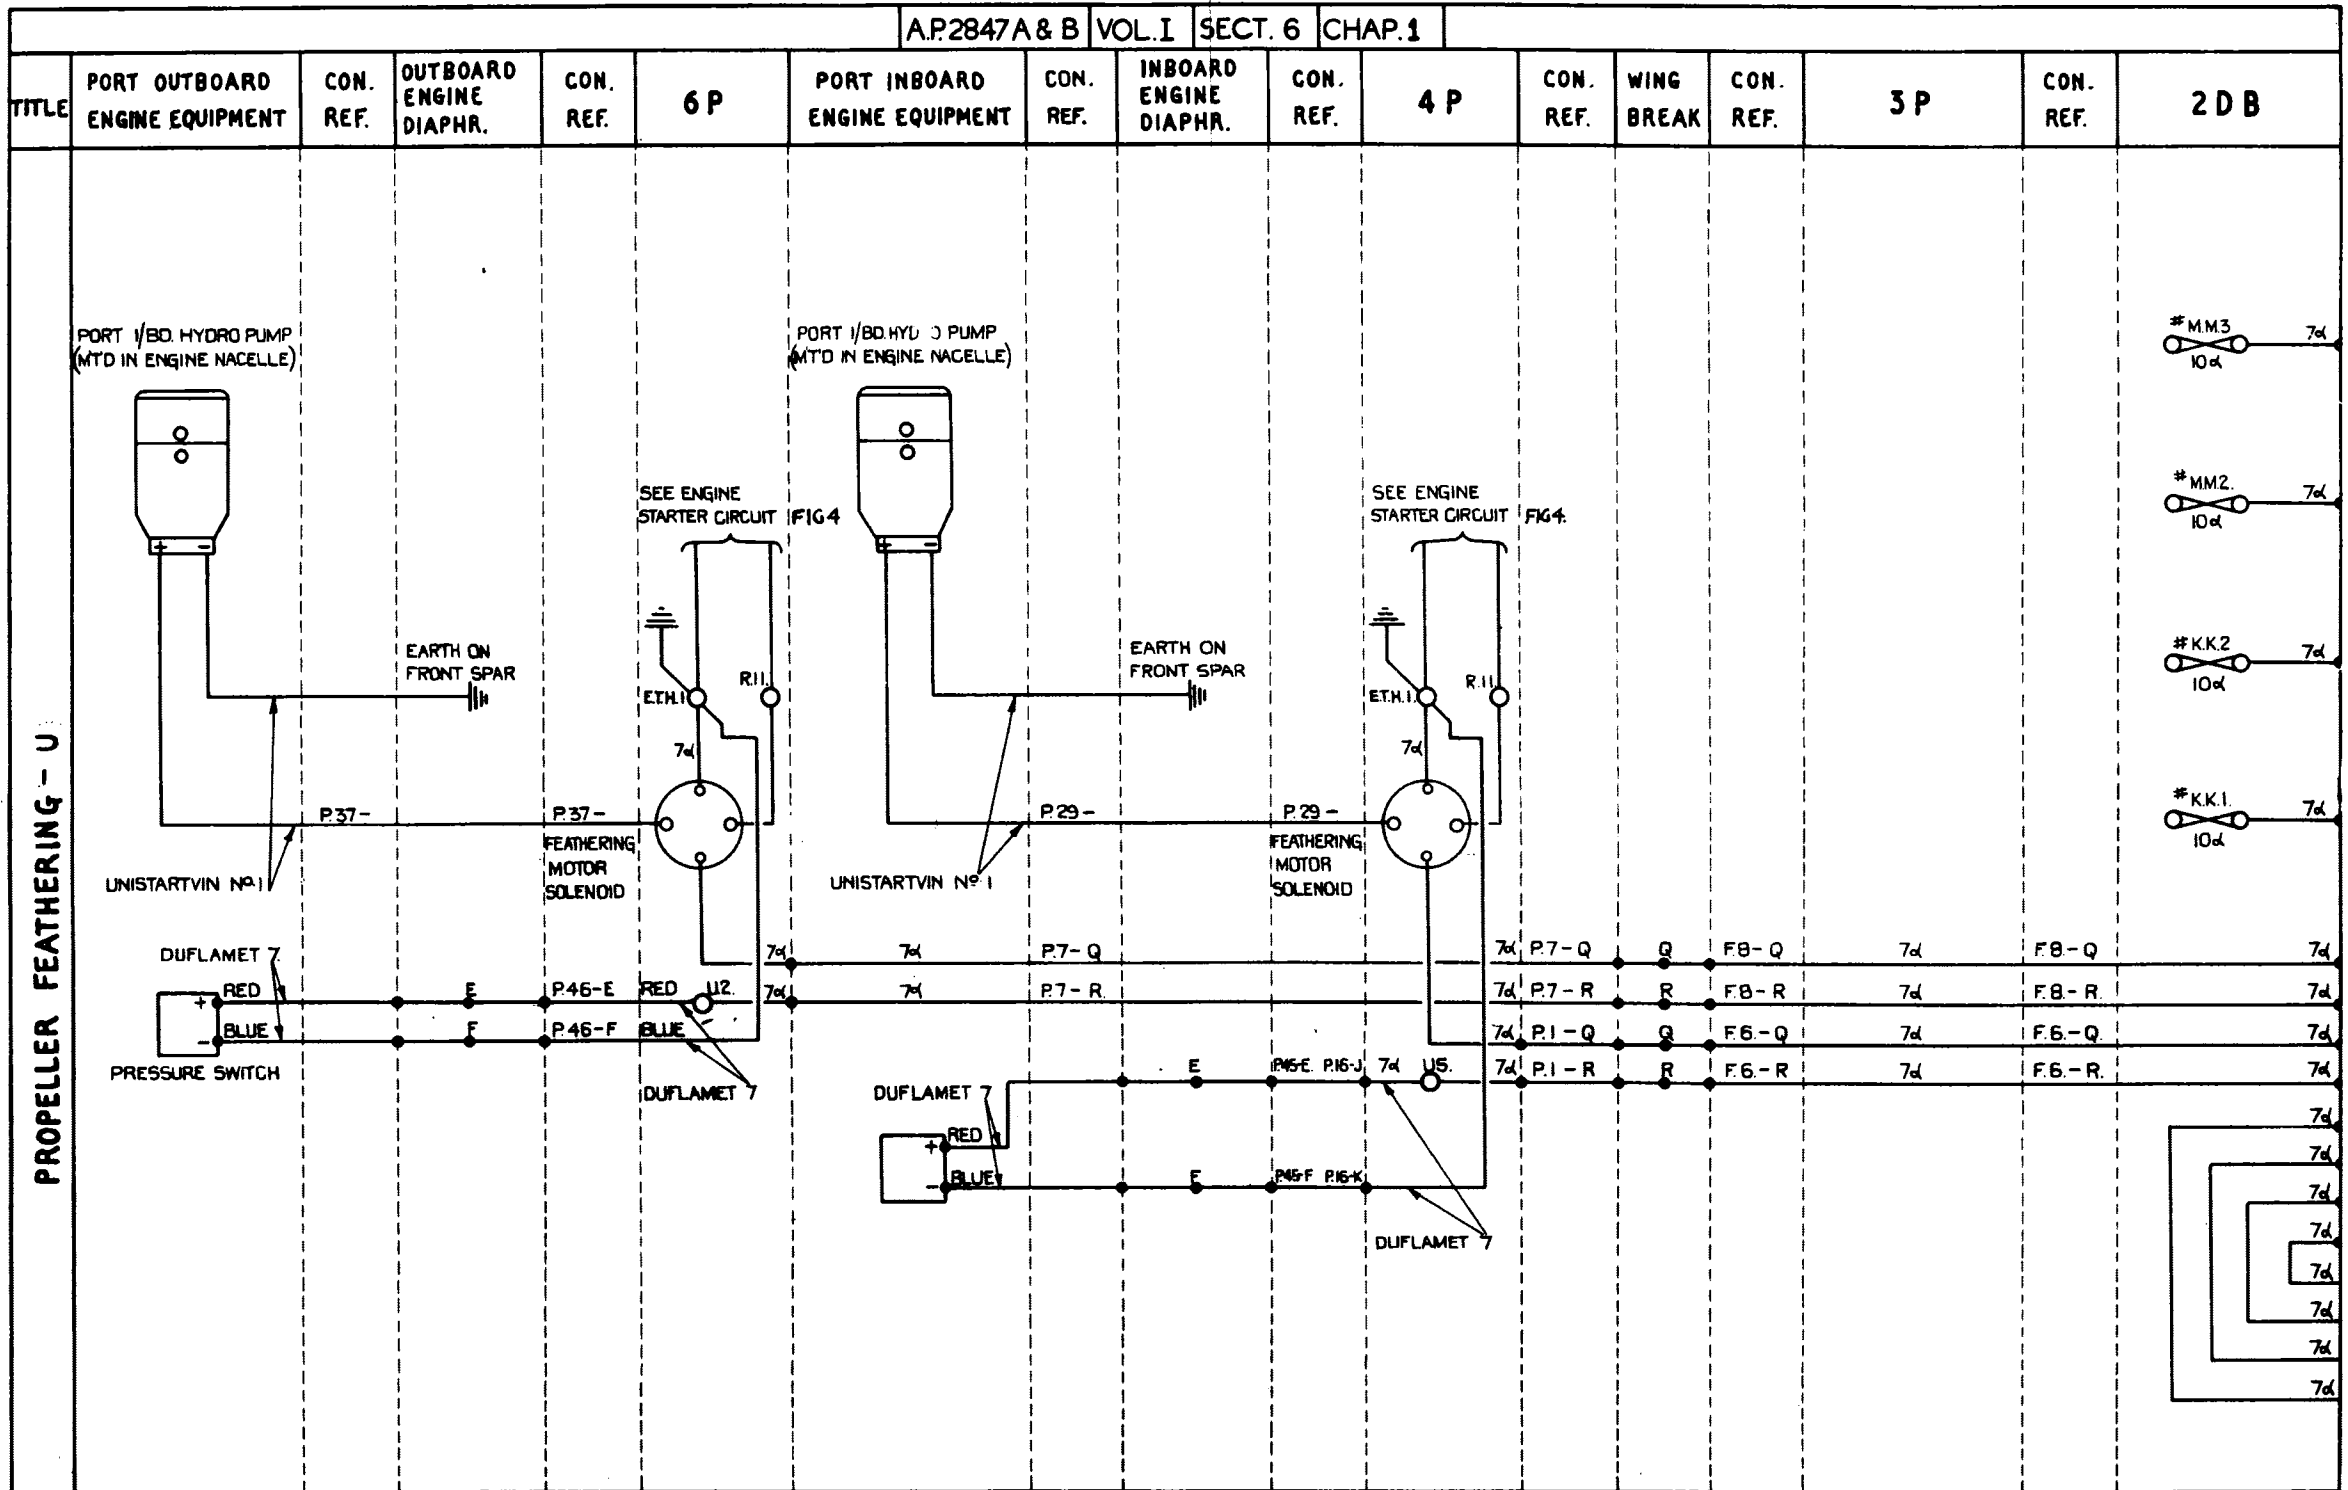 A.P.2847A & B VOL.I SECT. 6 CHAP.1
TITLE
PORT OUTBOARD
ENGINE EQUIPMENT
CON.
REF.
OUTBOARD
ENGINE
DIAPHR.
CON.
REF.
6 P
PORT INBOARD
ENGINE EQUIPMENT
CON.
REF.
INBOARD
ENGINE
DIAPHR.
CON.
REF.
4 P
CON.
REF.
WING
BREAK
CON.
REF.
3 P
CON.
REF.
2 D B
PROPELLER FEATHERING - U
PORT I/BD. HYDRO PUMP
(MT'D IN ENGINE NACELLE)
+ -
EARTH ON
FRONT SPAR
SEE ENGINE
STARTER CIRCUIT FIG4
E.T.H.1
R.11.
7α
P.37-
P.37-
FEATHERING
MOTOR
SOLENOID
UNISTARTVIN No.1
DUFLAMET 7.
+ RED
- BLUE
PRESSURE SWITCH
E
F
P.46-E RED U2.
P.46-F BLUE
DUFLAMET 7
PORT I/BD. HYD O PUMP
(MT'D IN ENGINE NACELLE)
+ -
EARTH ON
FRONT SPAR
SEE ENGINE
STARTER CIRCUIT FIG4.
E.T.H.1.
R.11.
7α
P.29-
P.29-
FEATHERING
MOTOR
SOLENOID
UNISTARTVIN No. 1
7α 7α P.7-Q 7α P.7-Q Q F.8-Q 7α F.8.-Q 7α
7α 7α P.7-R. 7α P.7-R R F.8-R 7α F.8.-R. 7α
7α P.1-Q Q F.6.-Q 7α F.6.-Q. 7α
E P.45-E. P.16-J 7α U5. 7α P.1-R R F.6.-R 7α F.6.-R. 7α
DUFLAMET 7
+ RED
- BLUE
F P.45-F P.16-K
DUFLAMET 7
# M.M.3 7α
10α
# M.M.2. 7α
10α
# K.K.2 7α
10α
# K.K.1. 7α
10α
7α
7α
7α
7α
7α
7α
7α
7α